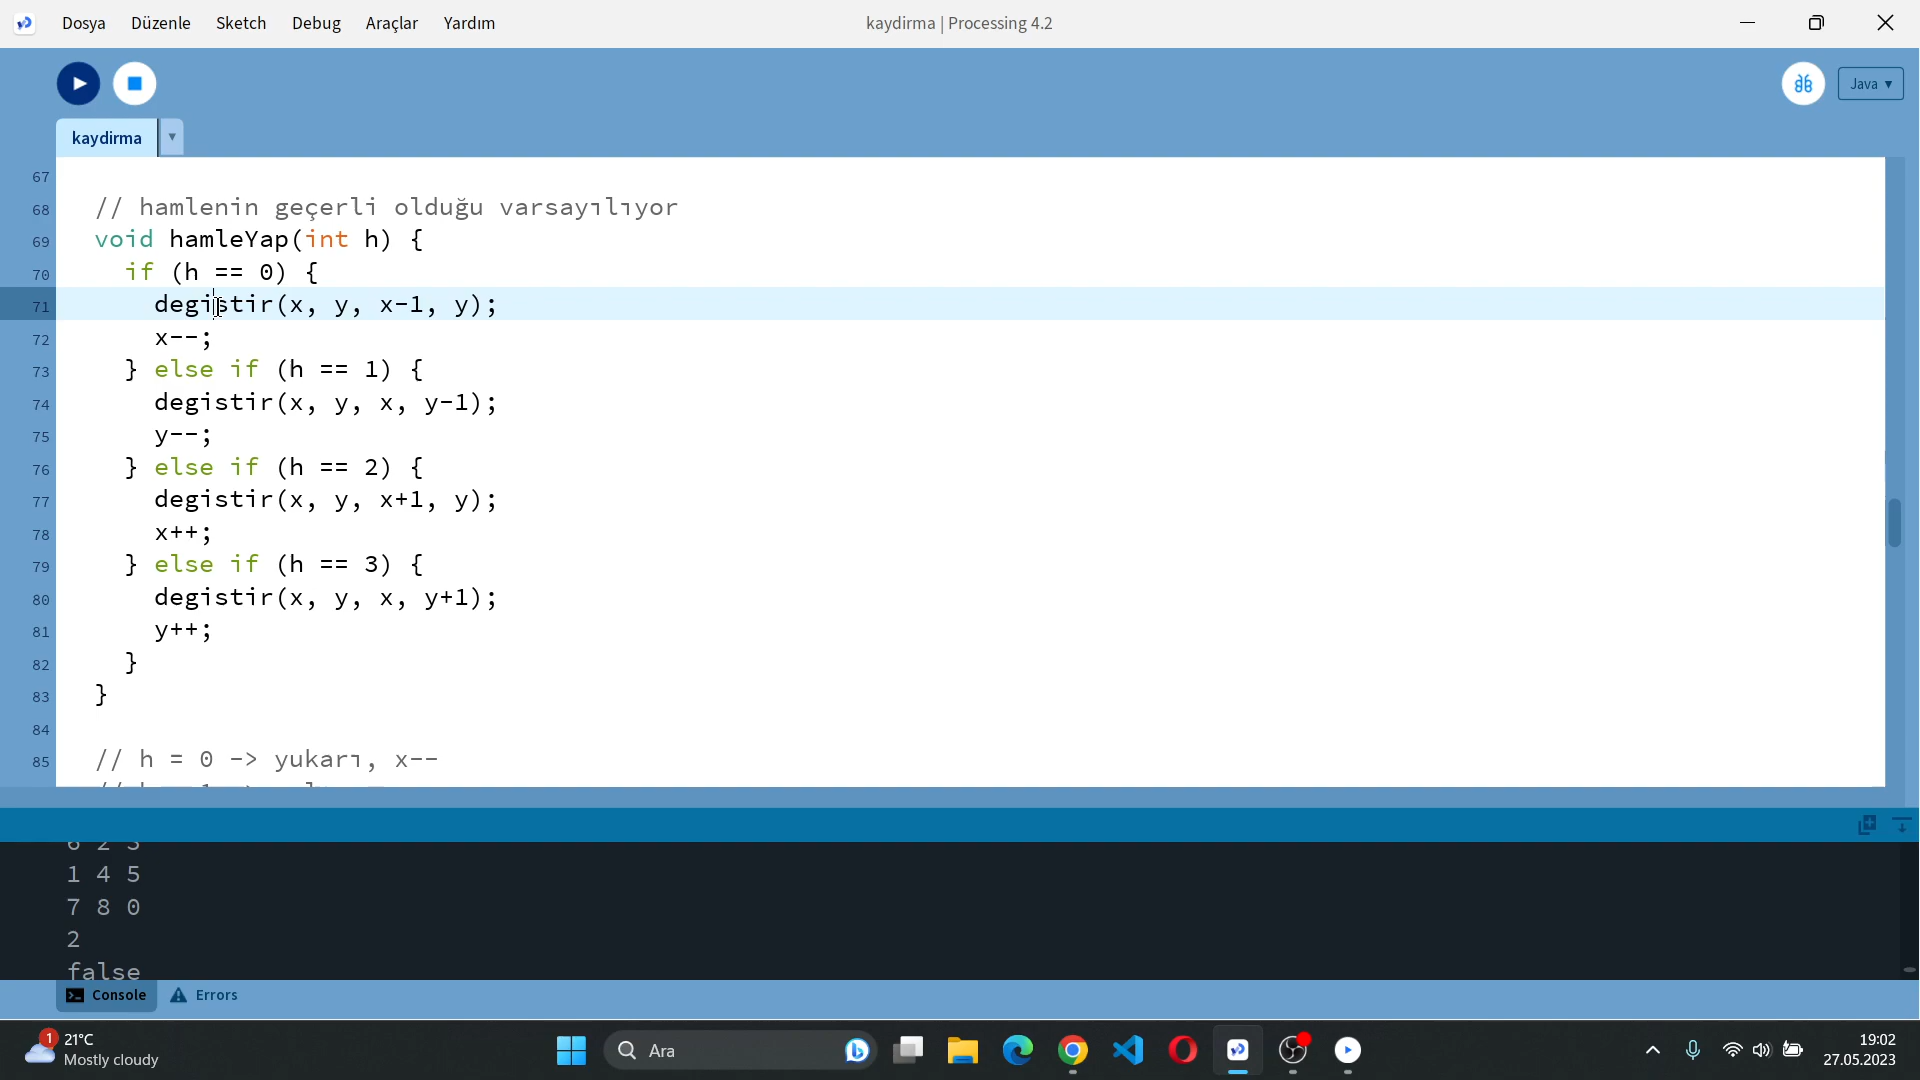 Dosya Düzenle Sketch Debug Araçlar Yardım
kaydirma | Processing 4.2
Java
kaydirma
67
68 // hamlenin geçerli olduğu varsayılıyor
69 void hamleYap(int h) {
70 if (h == 0) {
71 degistir(x, y, x-1, y);
72 x--;
73 } else if (h == 1) {
74 degistir(x, y, x, y-1);
75 y--;
76 } else if (h == 2) {
77 degistir(x, y, x+1, y);
78 x++;
79 } else if (h == 3) {
80 degistir(x, y, x, y+1);
81 y++;
82 }
83 }
84
85 // h = 0 -> yukarı, x--
1 4 5
7 8 0
2
false
Console Errors
1
21°C
Mostly cloudy
Ara
19:02
27.05.2023